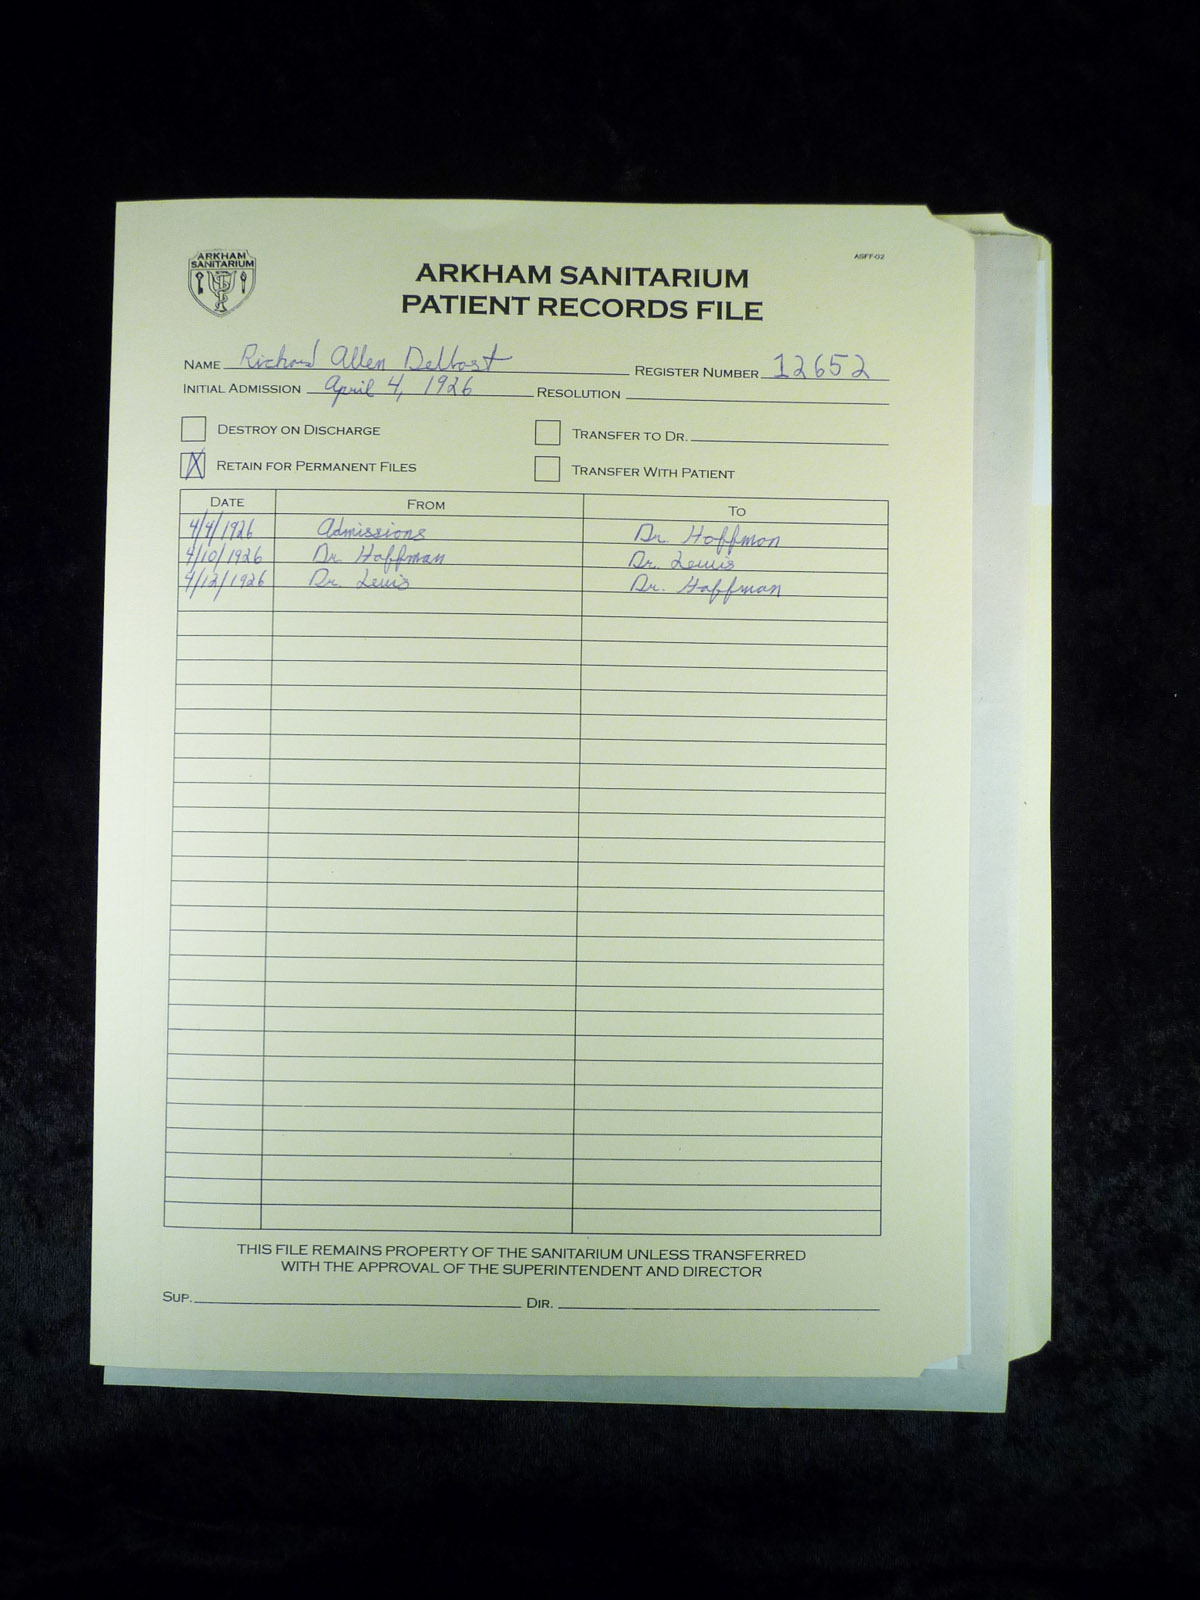 ARKHAM
SANITARIUM
ASFF-02
ARKHAM SANITARIUM
PATIENT RECORDS FILE
NAME Richard Allen REGISTER NUMBER 12652
INITIAL ADMISSION April 4, 1926 RESOLUTION
DESTROY ON DISCHARGE TRANSFER TO DR.
X RETAIN FOR PERMANENT FILES TRANSFER WITH PATIENT
DATE FROM TO
4/4/1926 Admissions Dr. Hoffman
4/10/1926 Dr. Hoffman Dr. Lewis
4/12/1926 Dr. Lewis Dr. Hoffman
THIS FILE REMAINS PROPERTY OF THE SANITARIUM UNLESS TRANSFERRED
WITH THE APPROVAL OF THE SUPERINTENDENT AND DIRECTOR
SUP. DIR.